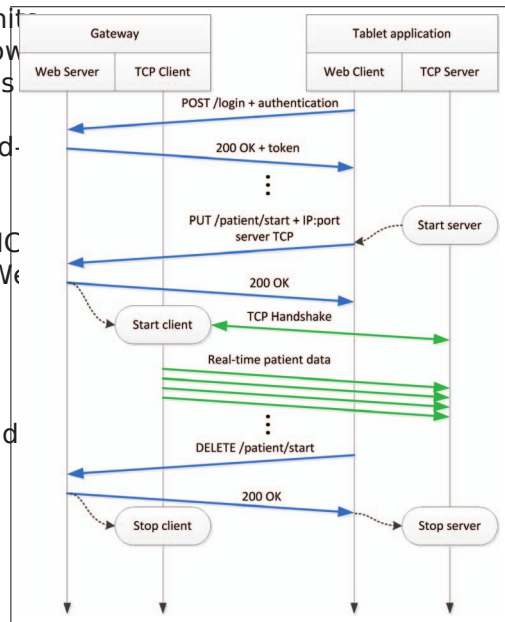 Gateway
Tablet application
Web Server
TCP Client
Web Client
TCP Server
POST /login + authentication
200 OK + token
PUT /patient/start + IP:port
server TCP
Start server
200 OK
Start client
TCP Handshake
Real-time patient data
DELETE /patient/start
200 OK
Stop client
Stop server